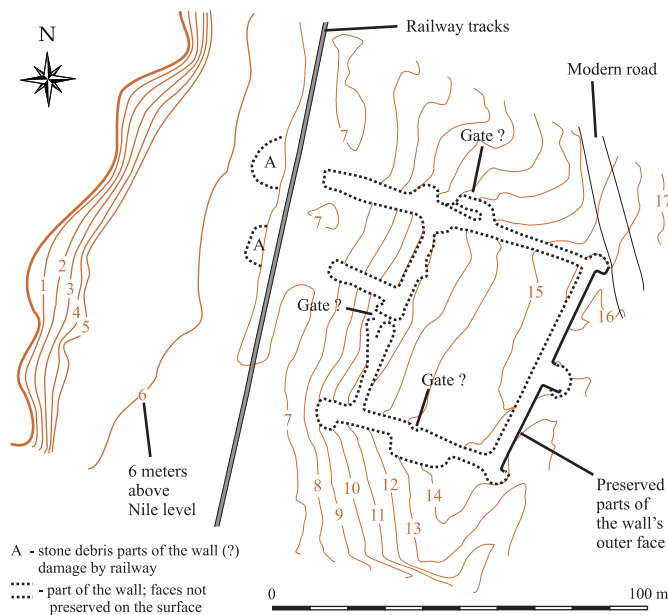 N
Railway tracks
Modern road
Gate ?
A
7
17
7
A
2
1
3
4
5
15
16
Gate ?
Gate ?
6
7
6 meters
above
Nile level
8
10
12
14
9
11
13
Preserved
parts of
the wall's
outer face
A - stone debris parts of the wall (?)
damage by railway
- part of the wall; faces not
preserved on the surface
0
100 m